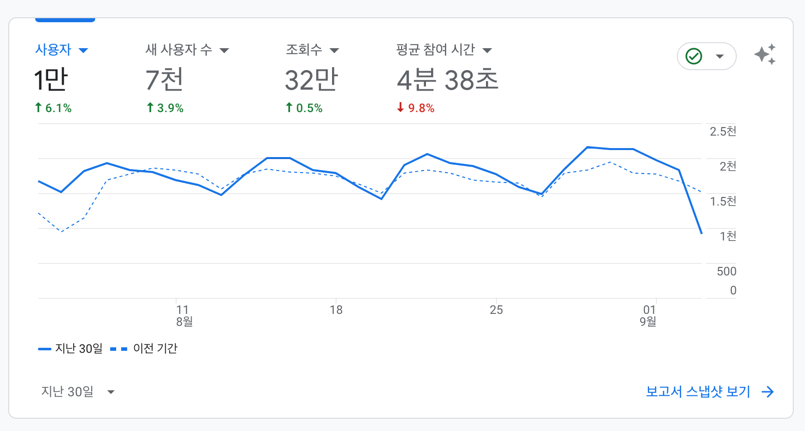 사용자 새 사용자 수 조회수 평균 참여 시간
1만 7천 32만 4분 38초
6.1% 3.9% 0.5% 9.8%
2.5천
2천
1.5천
1천
500
0
11 18 25 01
8월 9월
지난 30일 이전 기간
지난 30일 보고서 스냅샷 보기